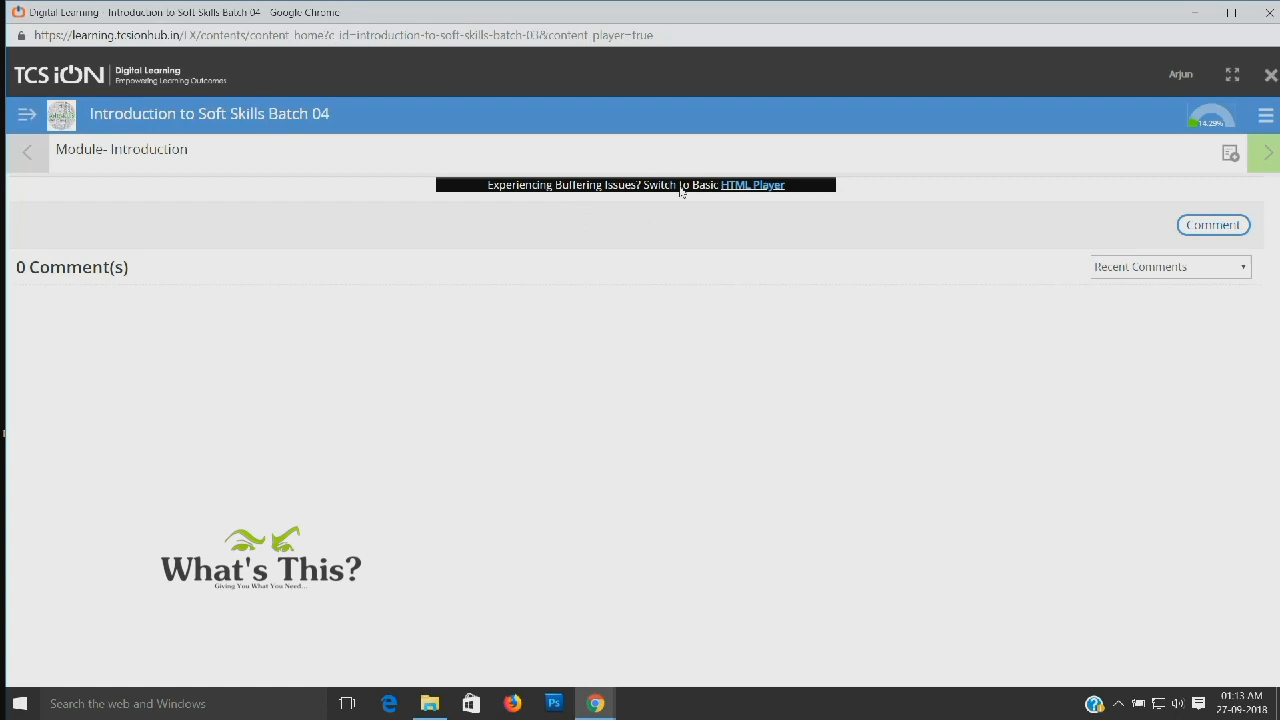 Digital Learning - Introduction to Soft Skills Batch 04 - Google Chrome
https://learning.tcsionhub.in/LX/contents/content_home?c_id=introduction-to-soft-skills-batch-03&content_player=true
TCS iON Digital Learning
Empowering Learning Outcomes
Arjun
Introduction to Soft Skills Batch 04
14.29%
Module- Introduction
Experiencing Buffering Issues? Switch to Basic HTML Player
Comment
0 Comment(s)
Recent Comments
What's This?
Giving You What You Need...
Search the web and Windows
Ps
01:13 AM
27-09-2018